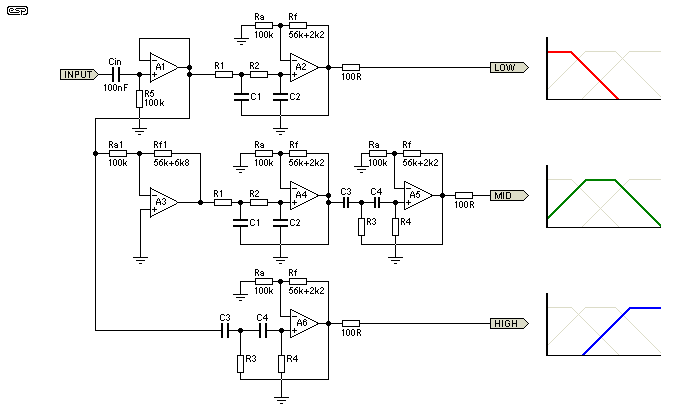 esp
Ra
100k
Rf
56k+2k2
Cin
100nF
INPUT
A1
R5
100k
R1
R2
A2
C1
C2
100R
LOW
Ra1
100k
Rf1
56k+6k8
A3
R1
R2
C1
C2
Ra
100k
Rf
56k+2k2
A4
C3
C4
R3
R4
Ra
100k
Rf
56k+2k2
A5
100R
MID
Ra
100k
Rf
56k+2k2
C3
C4
A6
R3
R4
100R
HIGH